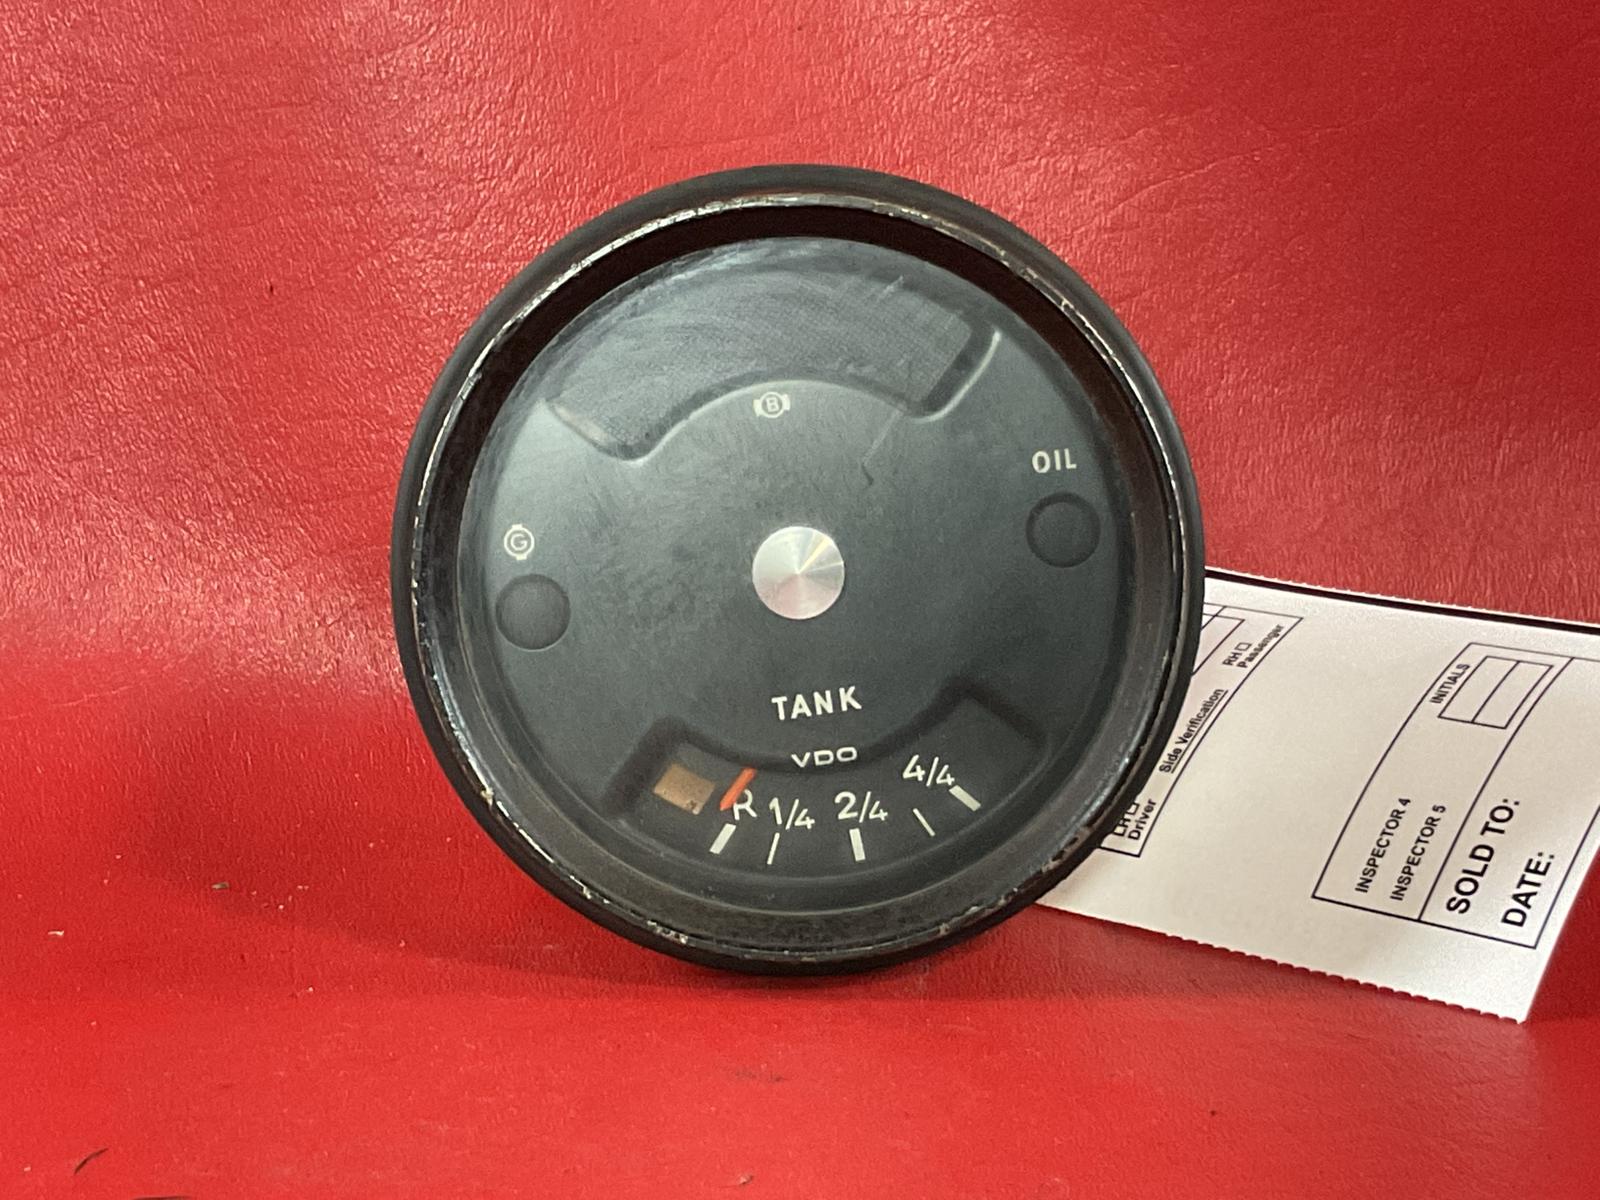 B
OIL
G
TANK
VDO
R 1/4 2/4 4/4
RH
Passenger
Side Verification
LH
Driver
INITIALS
INSPECTOR 4
INSPECTOR 5
SOLD TO:
DATE: